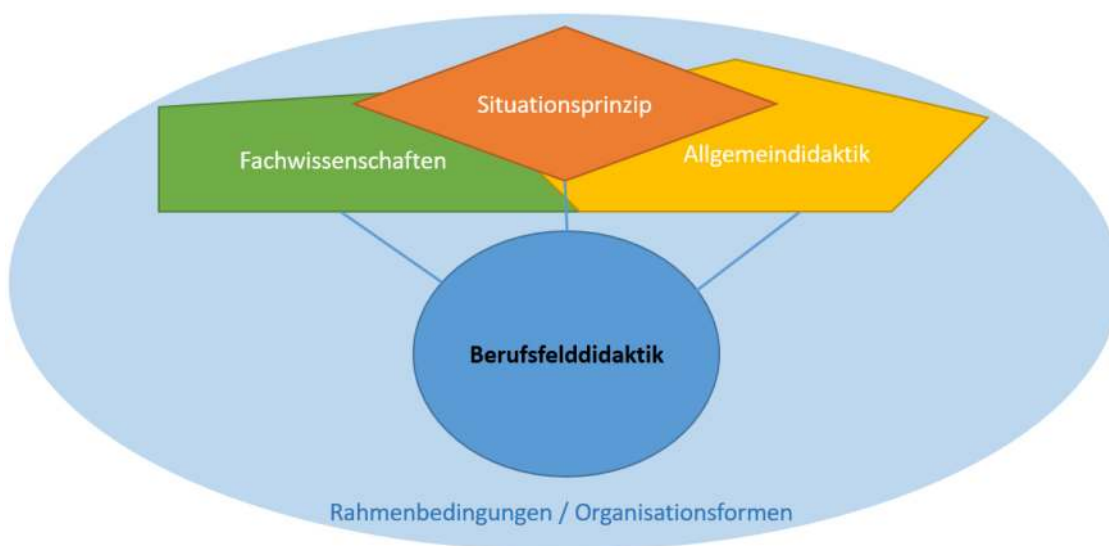 Situationsprinzip
Fachwissenschaften
Allgemeindidaktik
Berufsfelddidaktik
Rahmenbedingungen / Organisationsformen